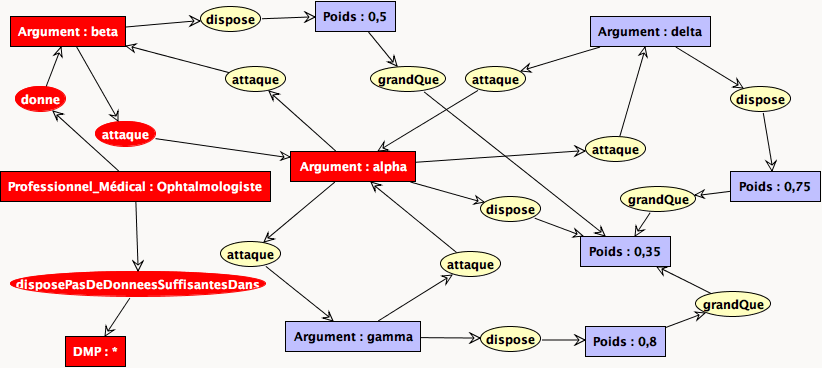 Argument : beta
dispose
Poids : 0,5
Argument : delta
attaque
grandQue
attaque
donne
dispose
attaque
attaque
Argument : alpha
Professionnel_Médical : Ophtalmologiste
dispose
grandQue
Poids : 0,75
attaque
attaque
Poids : 0,35
disposePasDeDonneesSuffisantesDans
grandQue
DMP : *
Argument : gamma
dispose
Poids : 0,8